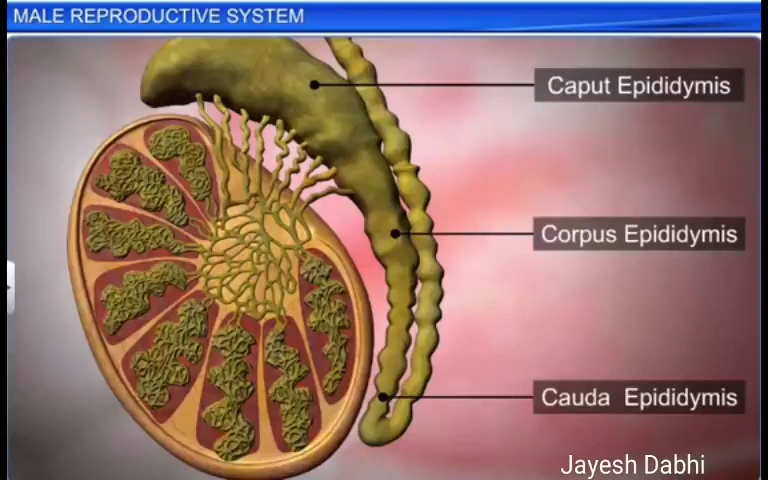 MALE REPRODUCTIVE SYSTEM
Caput Epididymis
Corpus Epididymis
Cauda Epididymis
Jayesh Dabhi